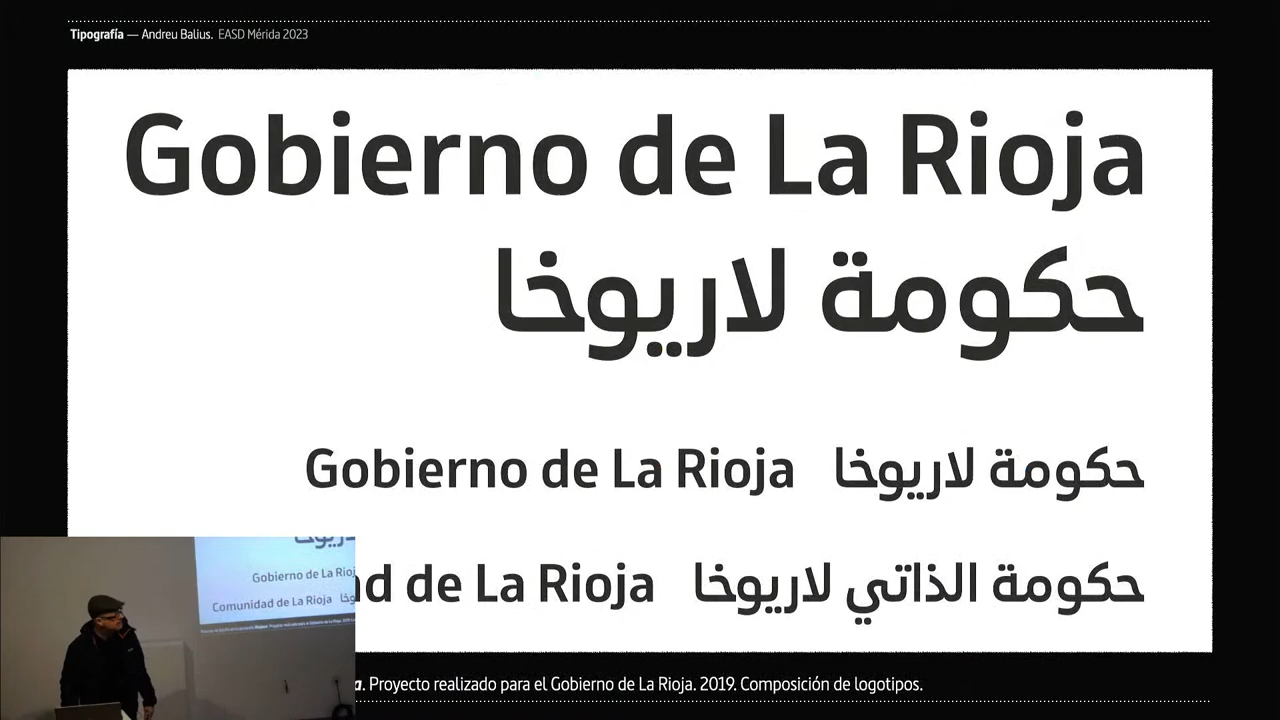 Tipografía — Andreu Balius. EASD Mérida 2023
Gobierno de La Rioja
حكومة لاريوخا
Gobierno de La Rioja حكومة لاريوخا
de La Rioja حكومة الذاتي لاريوخا
Proyecto realizado para el Gobierno de La Rioja. 2019. Composición de logotipos.
Gobierno de La
Comunidad de La Rioja